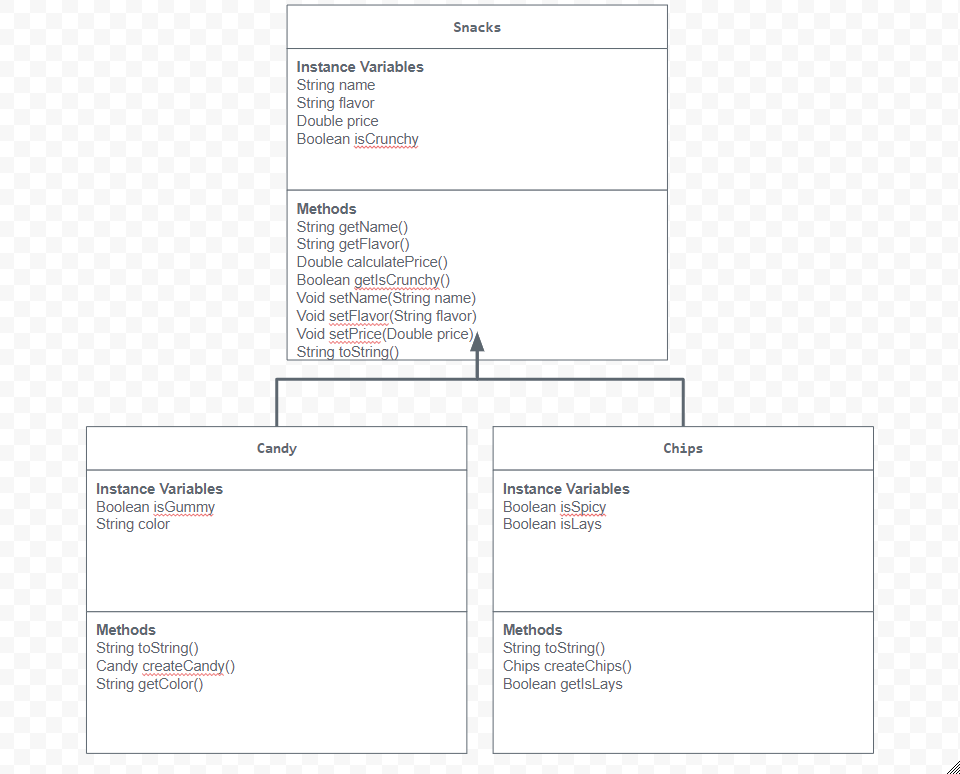 Snacks
Instance Variables
String name
String flavor
Double price
Boolean isCrunchy
Methods
String getName()
String getFlavor()
Double calculatePrice()
Boolean getIsCrunchy()
Void setName(String name)
Void setFlavor(String flavor)
Void setPrice(Double price)
String toString()
Candy
Instance Variables
Boolean isGummy
String color
Methods
String toString()
Candy createCandy()
String getColor()
Chips
Instance Variables
Boolean isSpicy
Boolean isLays
Methods
String toString()
Chips createChips()
Boolean getIsLays